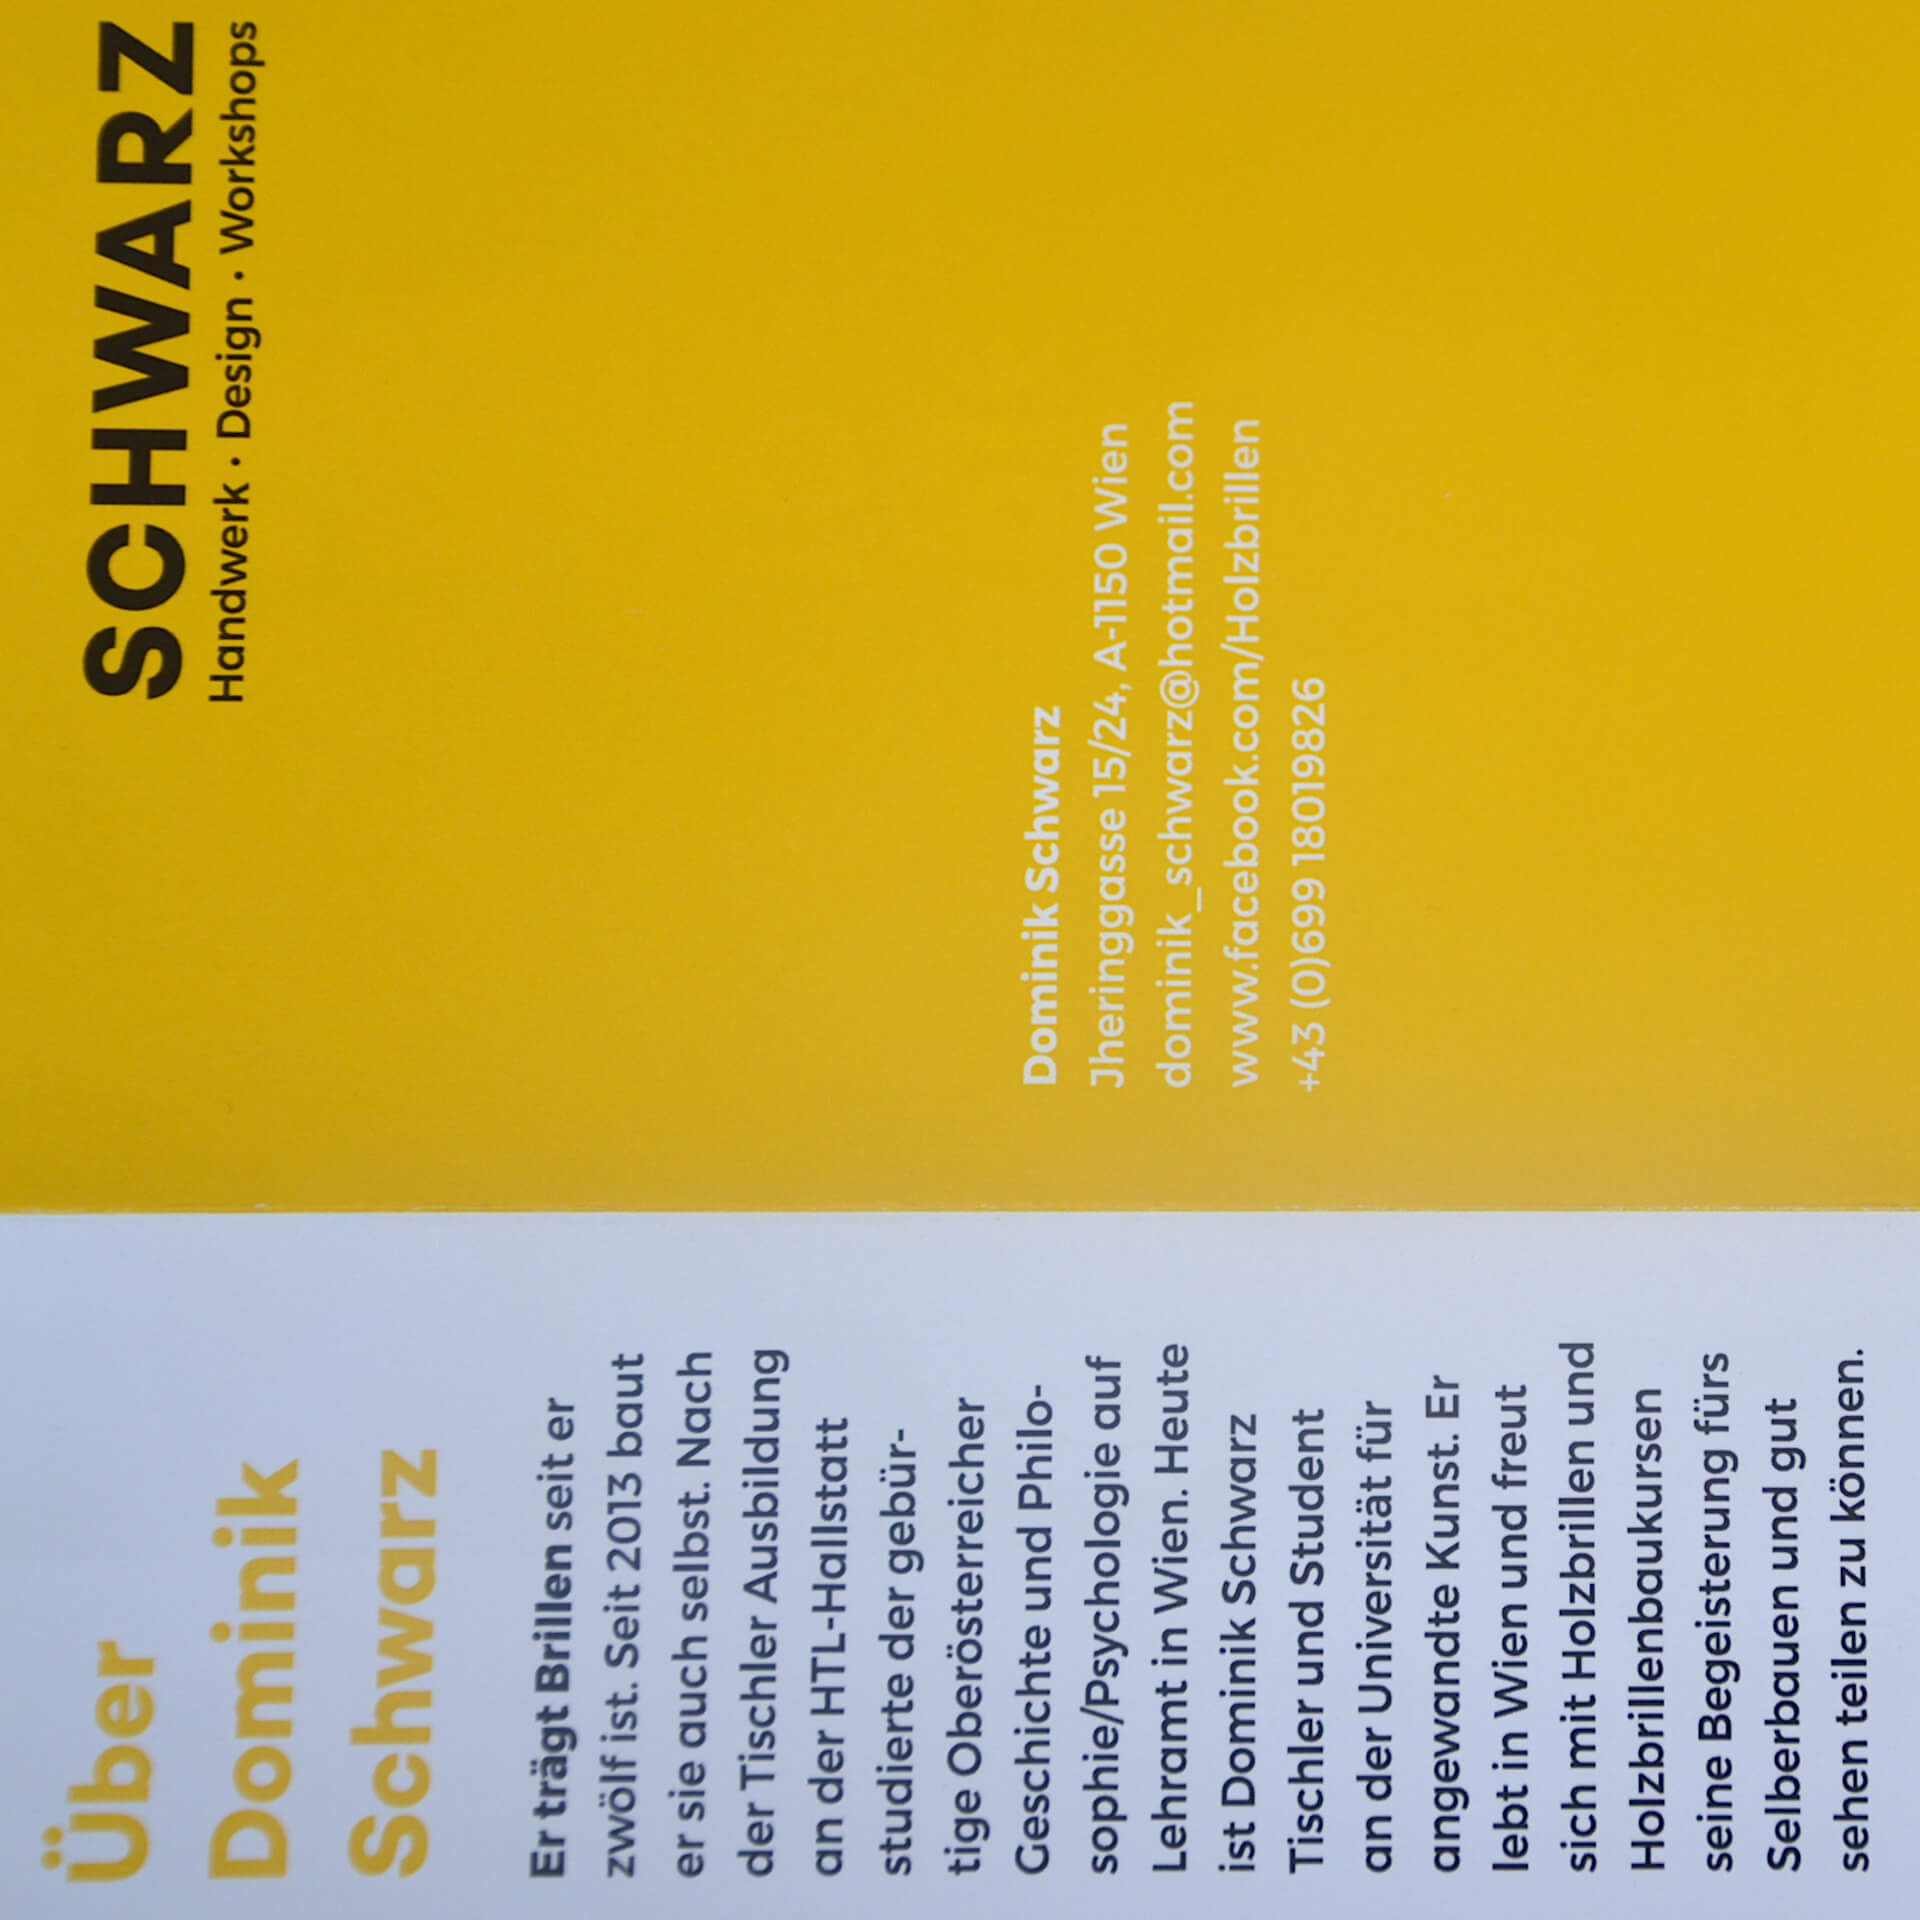 Über
Dominik
Schwarz
Er trägt Brillen seit er
zwölf ist. Seit 2013 baut
er sie auch selbst. Nach
der Tischler Ausbildung
an der HTL-Hallstatt
studierte der gebür-
tige Oberösterreicher
Geschichte und Philo-
sophie/Psychologie auf
Lehramt in Wien. Heute
ist Dominik Schwarz
Tischler und Student
an der Universität für
angewandte Kunst. Er
lebt in Wien und freut
sich mit Holzbrillen und
Holzbrillenbaukursen
seine Begeisterung fürs
Selberbauen und gut
sehen teilen zu können.
SCHWARZ
Handwerk · Design · Workshops
Dominik Schwarz
Jheringgasse 15/24, A-1150 Wien
dominik_schwarz@hotmail.com
www.facebook.com/Holzbrillen
+43 (0)699 18019826